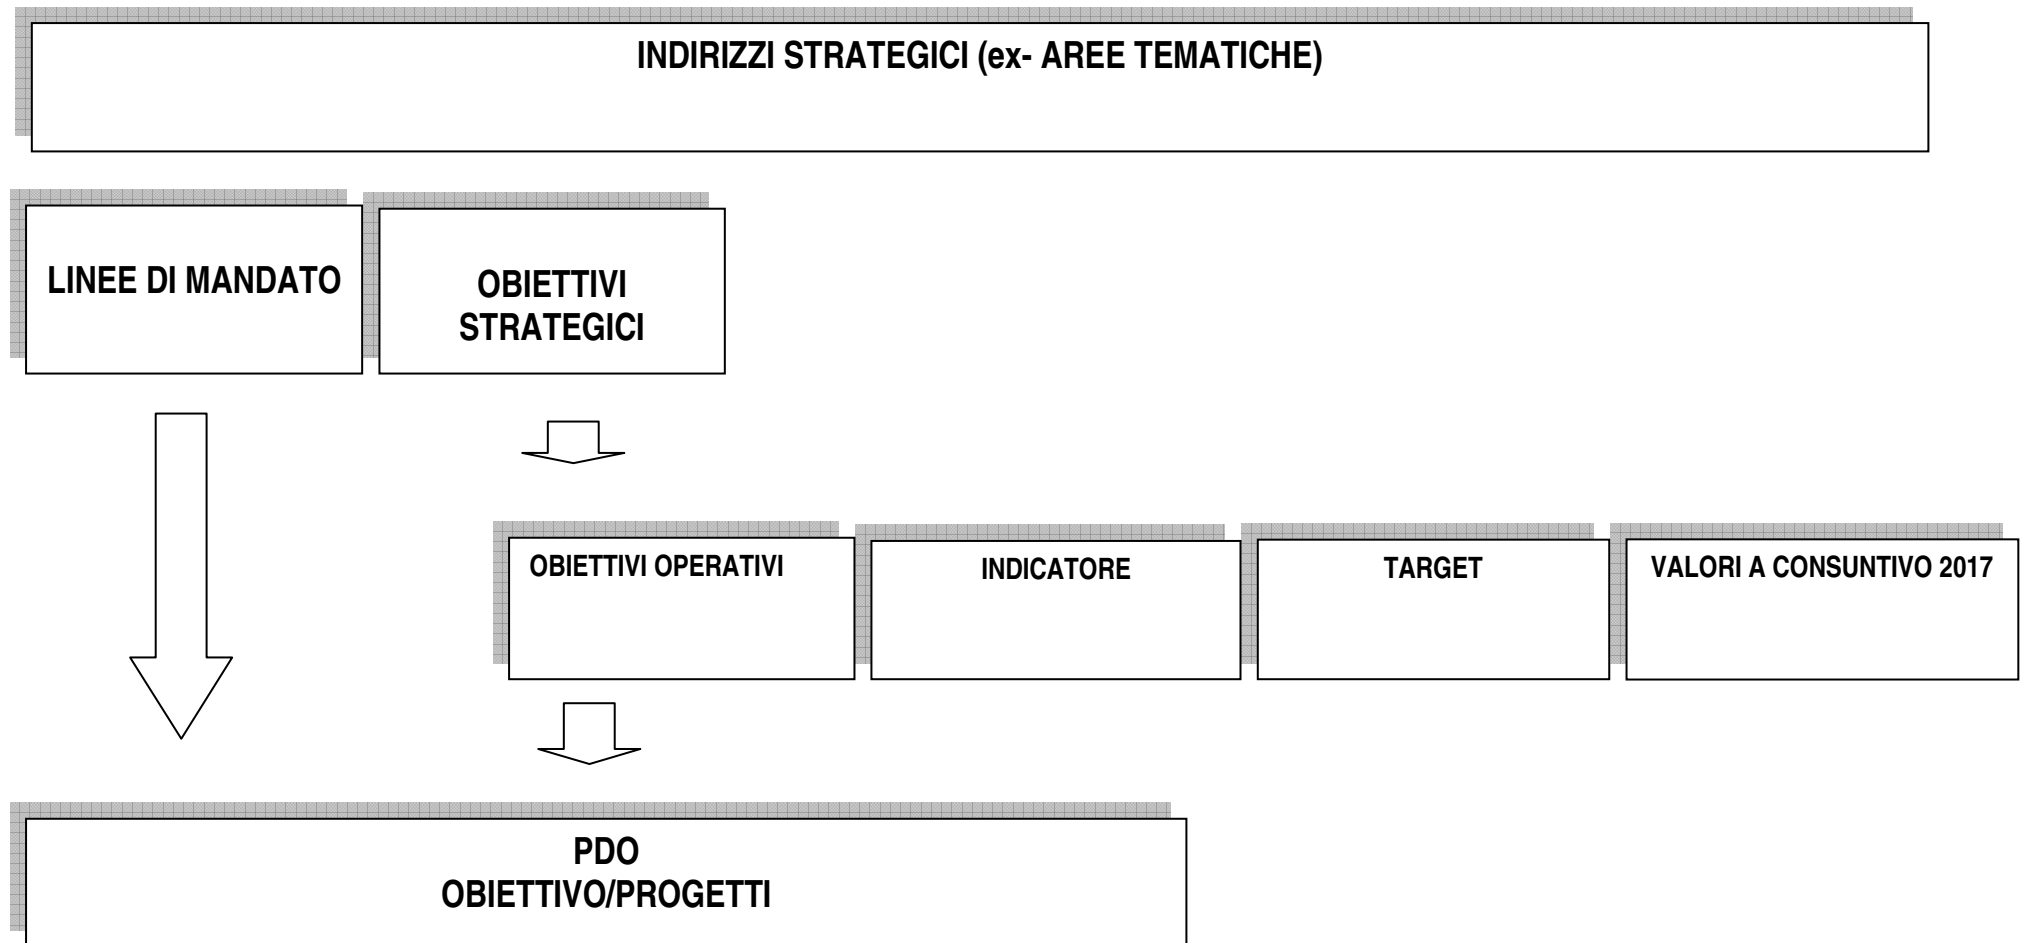 INDIRIZZI STRATEGICI (ex- AREE TEMATICHE)
LINEE DI MANDATO
OBIETTIVI
STRATEGICI
OBIETTIVI OPERATIVI
INDICATORE
TARGET
VALORI A CONSUNTIVO 2017
PDO
OBIETTIVO/PROGETTI